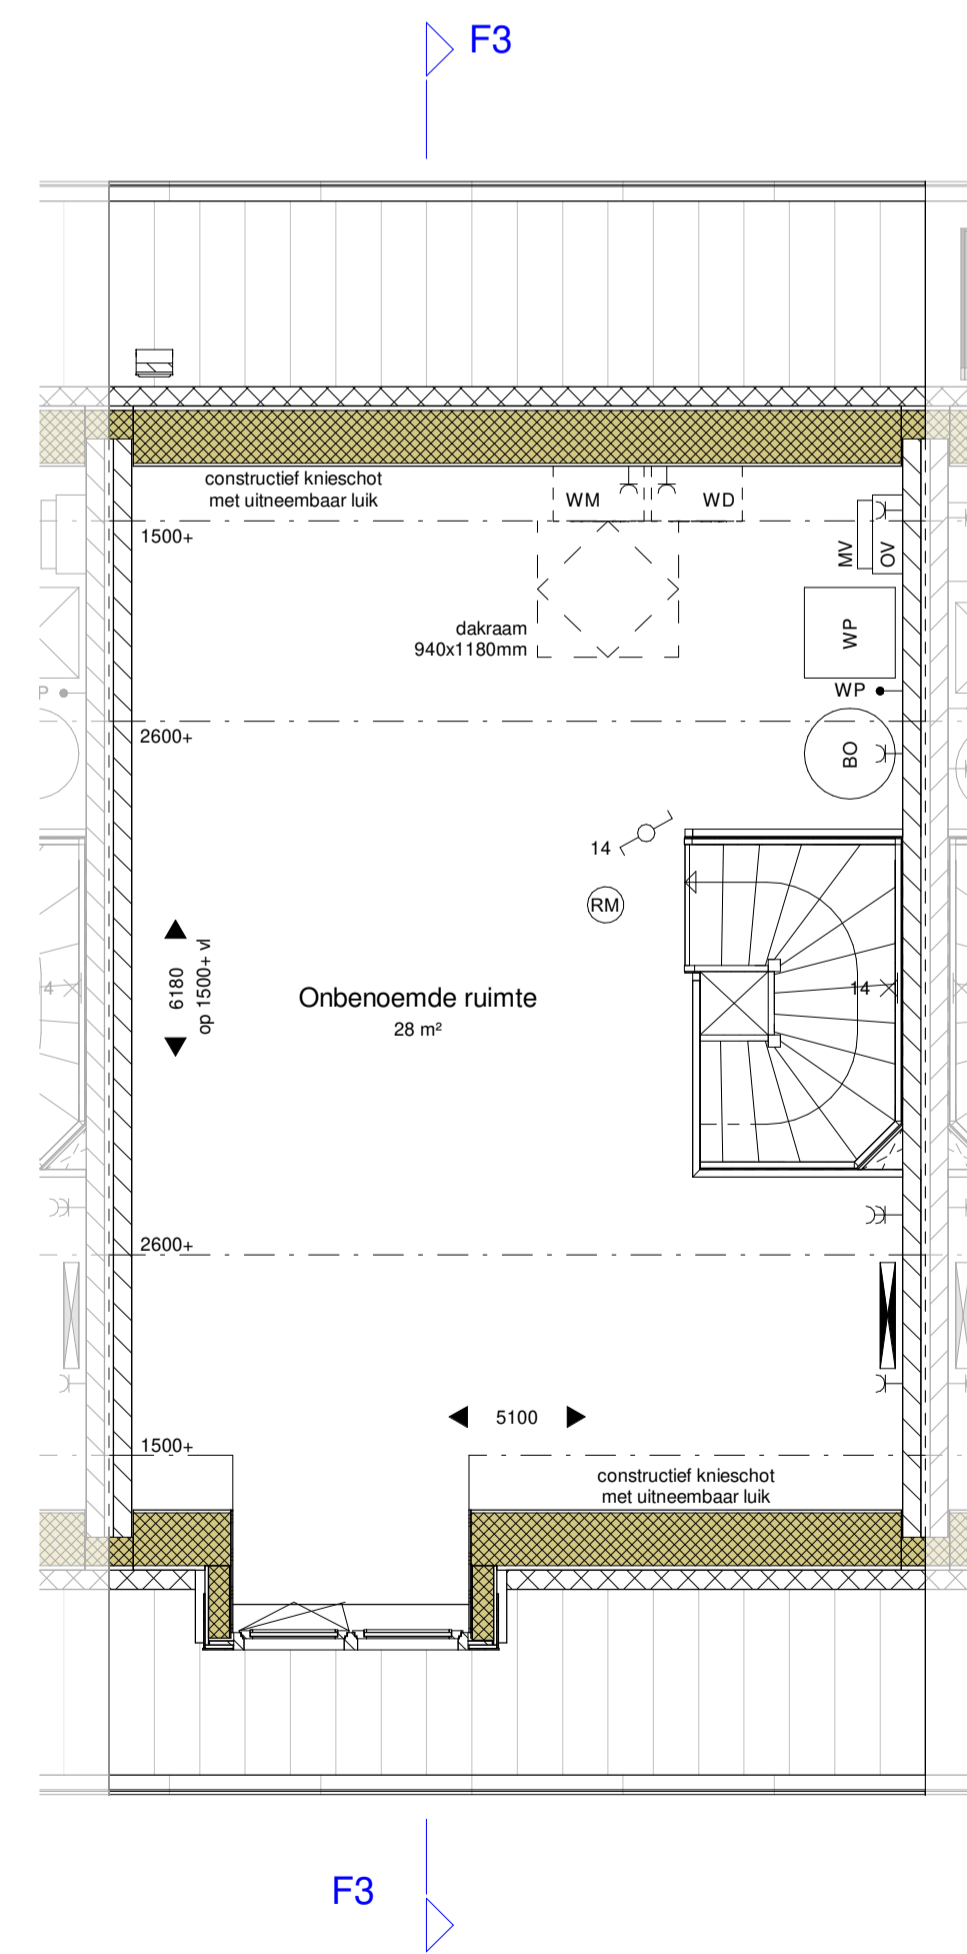 F3
constructief knieschot
met uitneembaar luik
WM
WD
1500+
MV
OV
dakraam
940x1180mm
WP
P
WP
2600+
BO
14
RM
6180
op 1500+ vl
Onbenoemde ruimte
28 m²
4
14
2600+
5100
1500+
constructief knieschot
met uitneembaar luik
F3